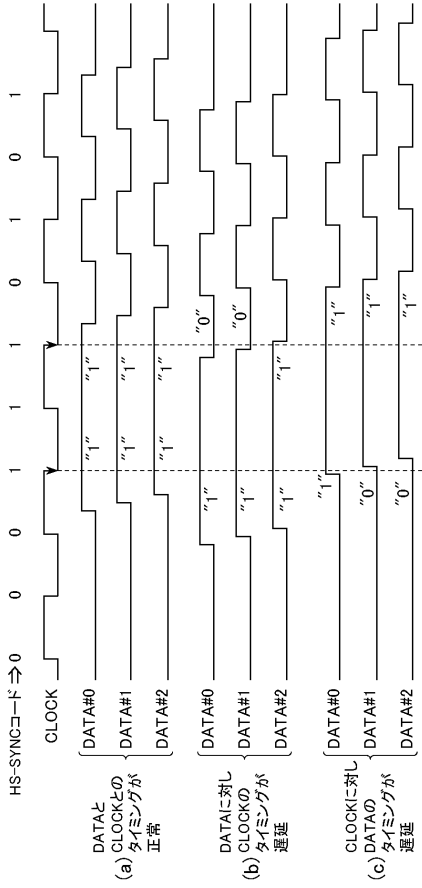 HS-SYNCコード ⇒ 0 0 0 1 1 1 0 1 0 1
CLOCK
(a)
DATAと
CLOCKとの
タイミングが
正常
DATA#0 "1" "1"
DATA#1 "1" "1"
DATA#2 "1" "1"
(b)
DATAに対し
CLOCKの
タイミングが
遅延
DATA#0 "1" "0"
DATA#1 "1" "0"
DATA#2 "1" "1"
(c)
CLOCKに対し
DATAの
タイミングが
遅延
DATA#0 "1" "1"
DATA#1 "0" "1"
DATA#2 "0" "1"